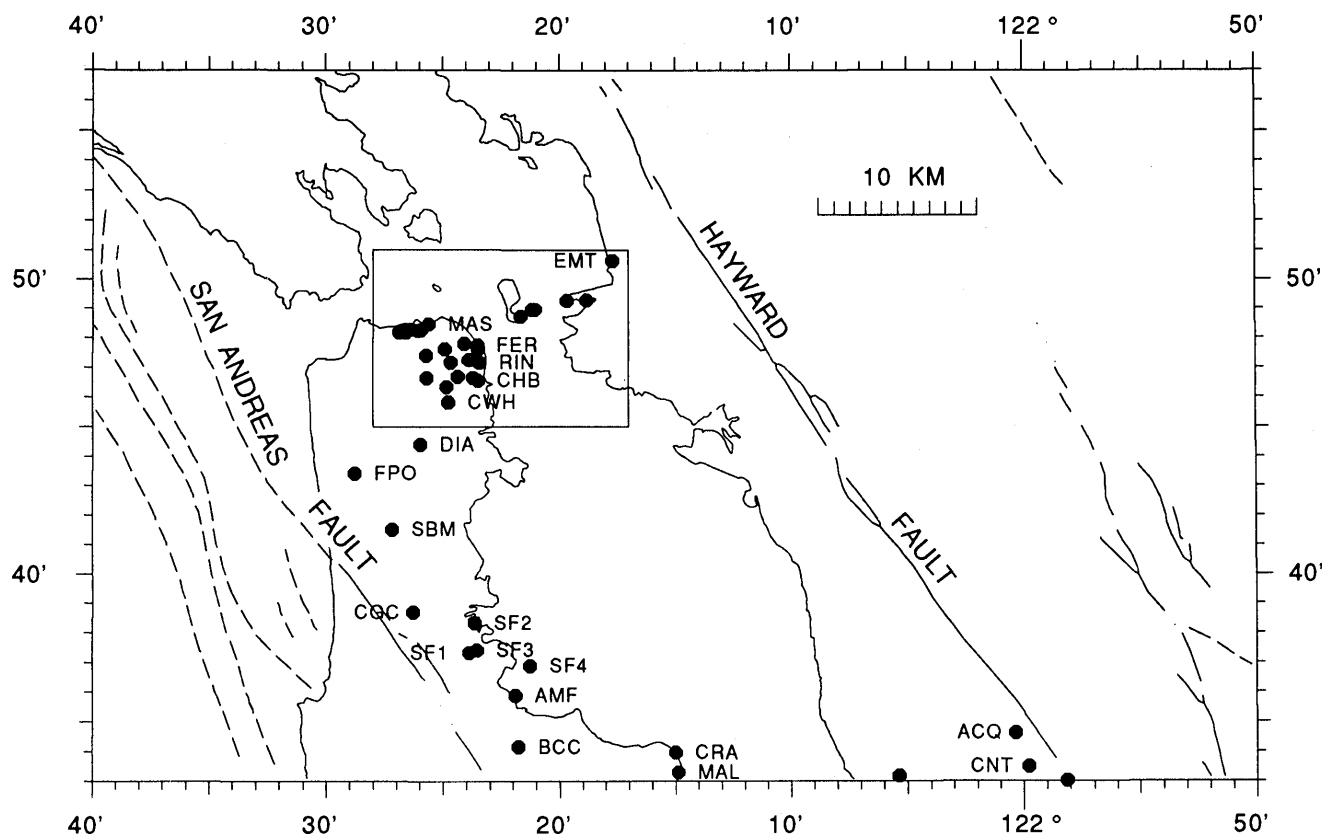 40' 30' 20' 10' 122° 50'
10 KM
HAYWARD
EMT
50' 50'
SAN ANDREAS
MAS
FER
RIN
CHB
CWH
DIA
FPO
FAULT
SBM
FAULT
40' 40'
CGC
SF2
SF1 SF3
SF4
AMF
ACQ
BCC
CRA
CNT
MAL
40' 30' 20' 10' 122° 50'